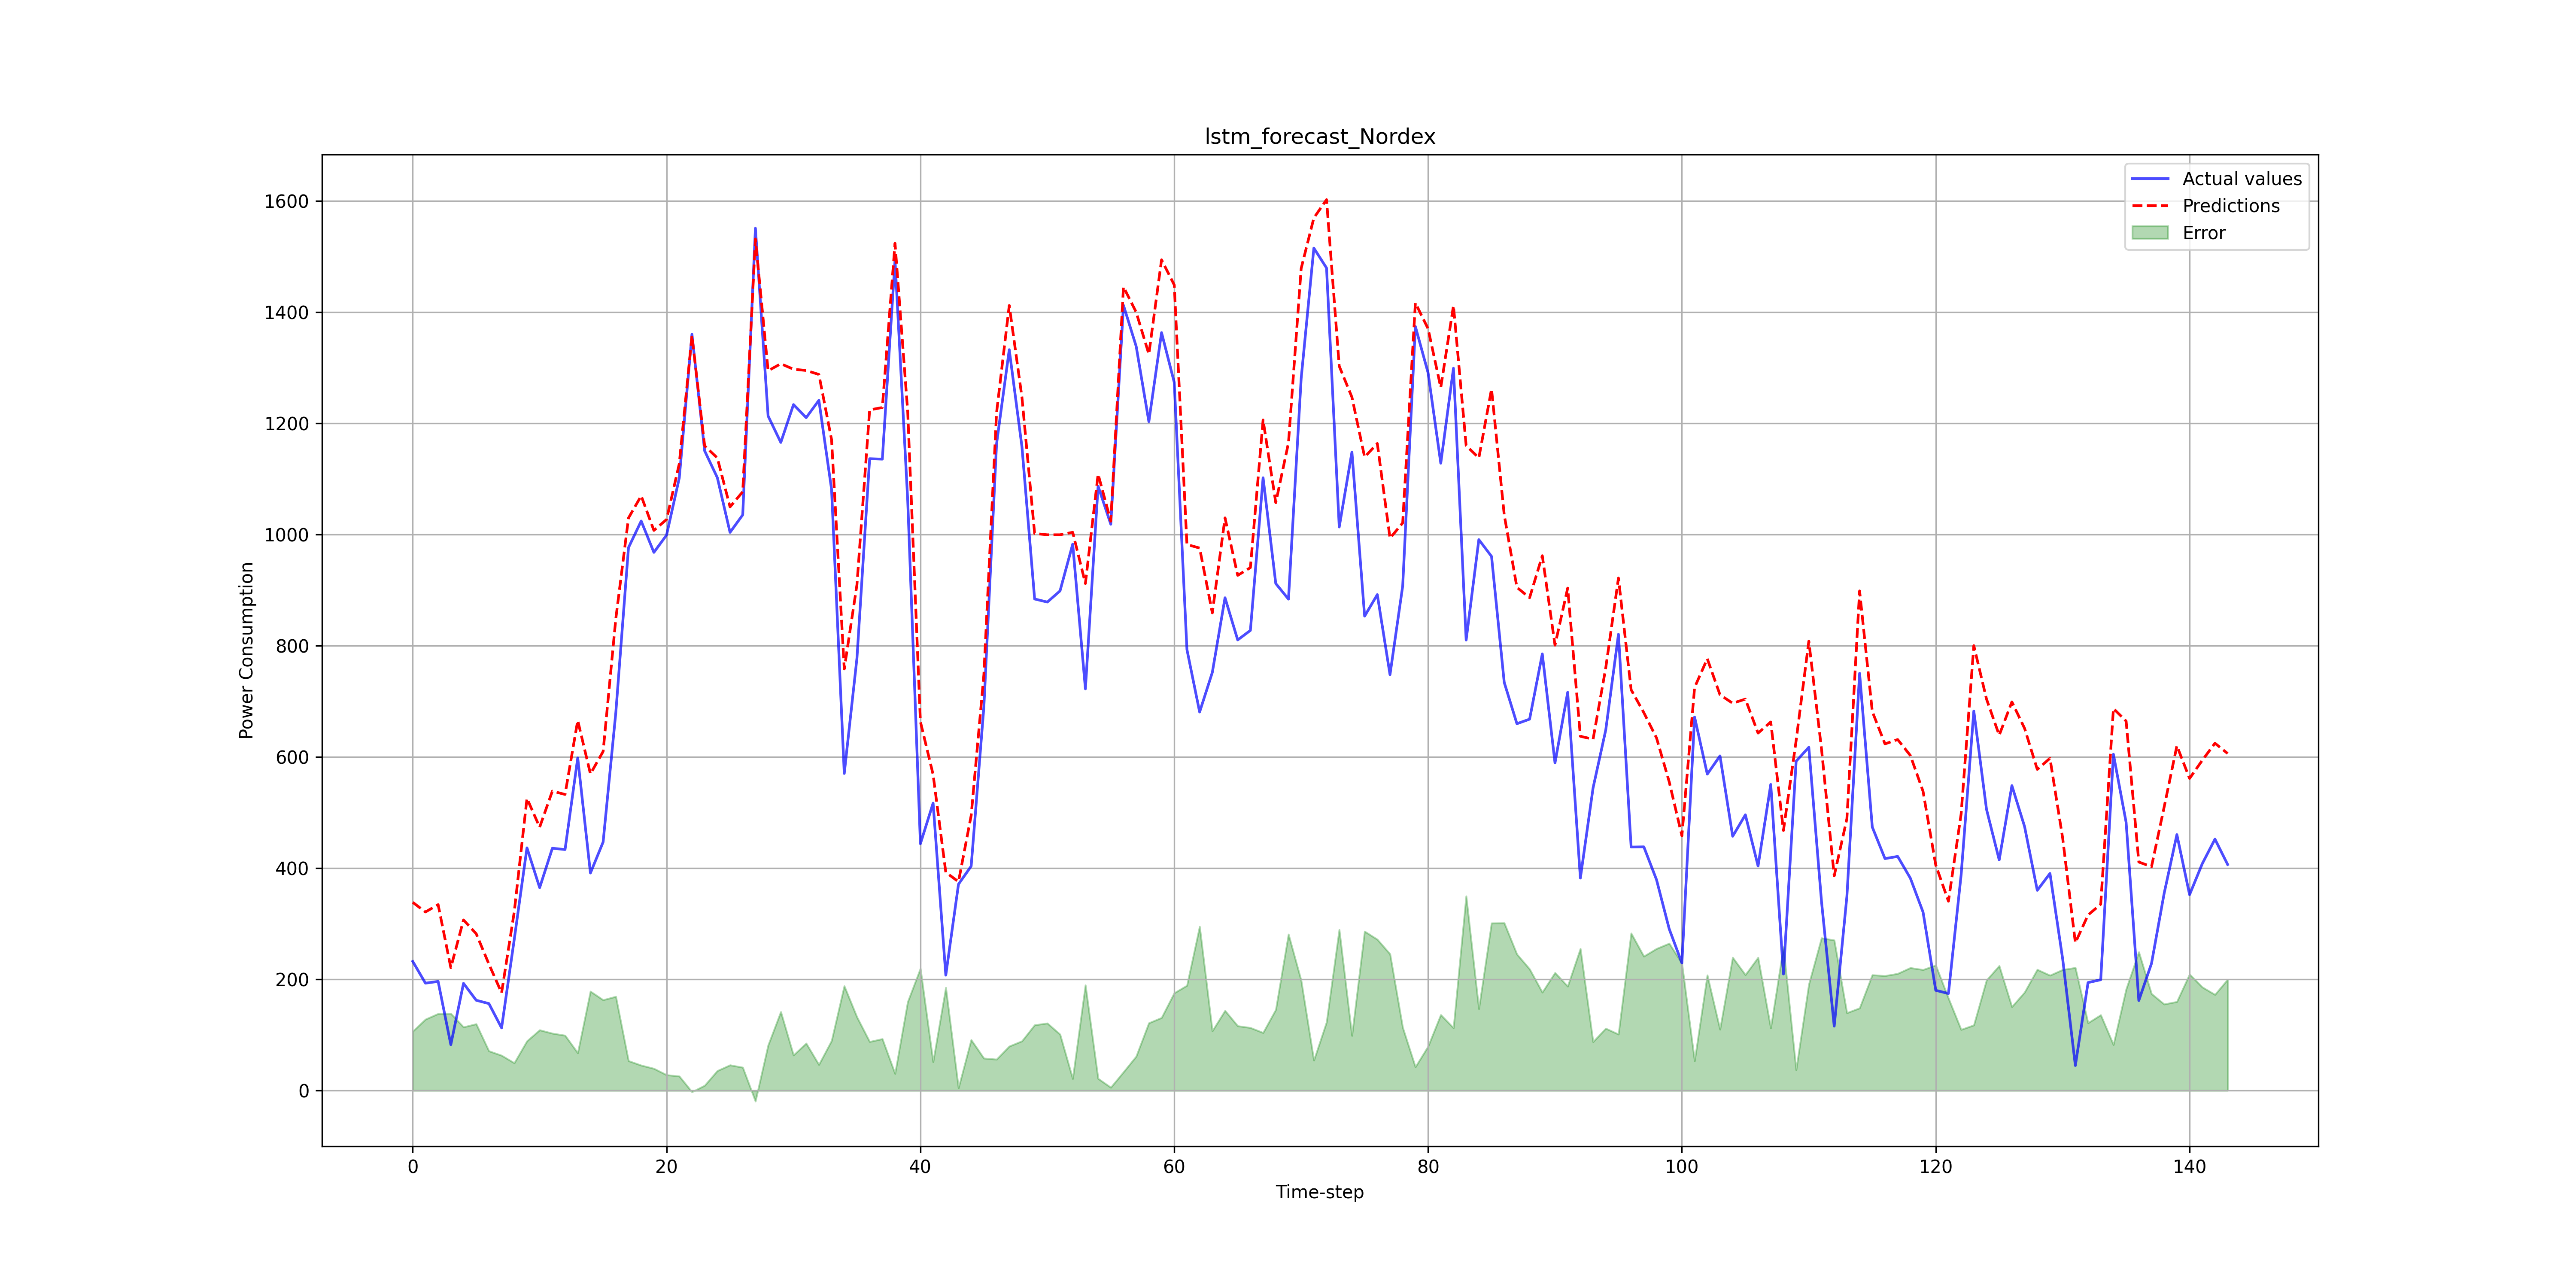 lstm_forecast_Nordex
Actual values
Predictions
Error
Power Consumption
1600
1400
1200
1000
800
600
400
200
0
0 20 40 60 80 100 120 140
Time-step